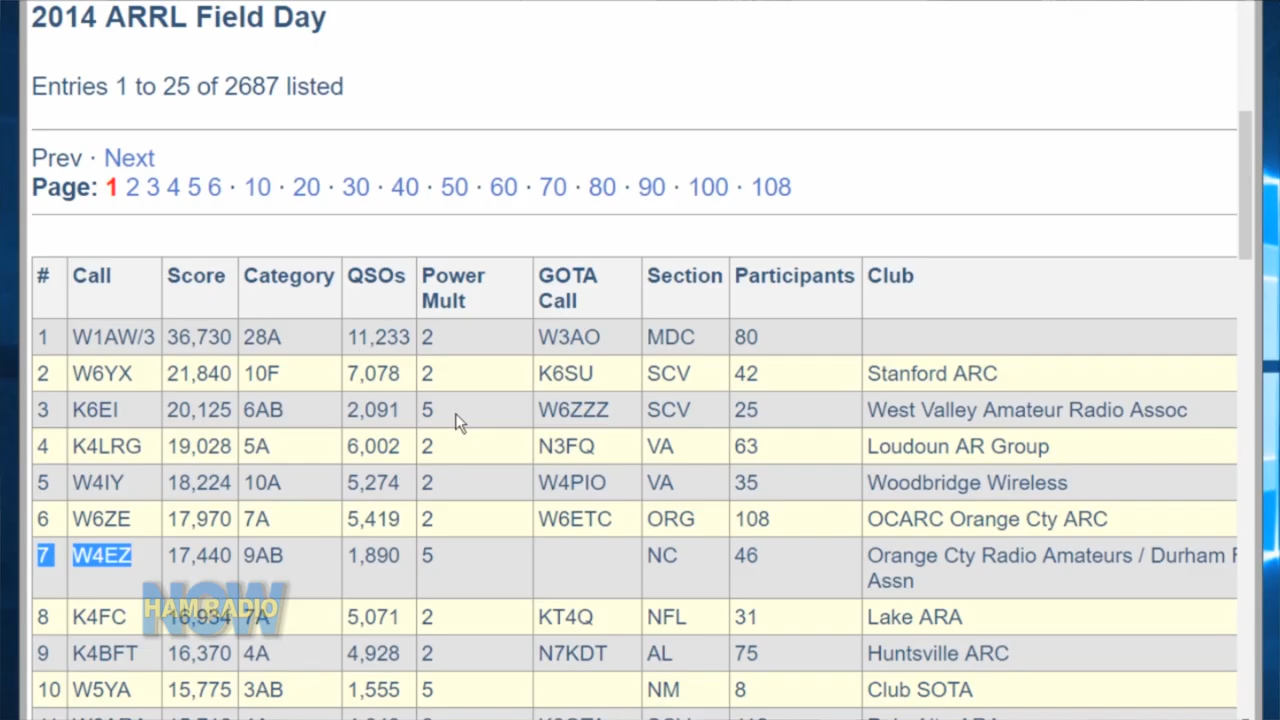 2014 ARRL Field Day
Entries 1 to 25 of 2687 listed
Prev · Next
Page: 1 2 3 4 5 6 · 10 · 20 · 30 · 40 · 50 · 60 · 70 · 80 · 90 · 100 · 108
# Call Score Category QSOs Power Mult GOTA Call Section Participants Club
1 W1AW/3 36,730 28A 11,233 2 W3AO MDC 80
2 W6YX 21,840 10F 7,078 2 K6SU SCV 42 Stanford ARC
3 K6EI 20,125 6AB 2,091 5 W6ZZZ SCV 25 West Valley Amateur Radio Assoc
4 K4LRG 19,028 5A 6,002 2 N3FQ VA 63 Loudoun AR Group
5 W4IY 18,224 10A 5,274 2 W4PIO VA 35 Woodbridge Wireless
6 W6ZE 17,970 7A 5,419 2 W6ETC ORG 108 OCARC Orange Cty ARC
7 W4EZ 17,440 9AB 1,890 5 NC 46 Orange Cty Radio Amateurs / Durham F
Assn
8 K4FC 16,934 7A 5,071 2 KT4Q NFL 31 Lake ARA
9 K4BFT 16,370 4A 4,928 2 N7KDT AL 75 Huntsville ARC
10 W5YA 15,775 3AB 1,555 5 NM 8 Club SOTA
HAM RADIO
NOW